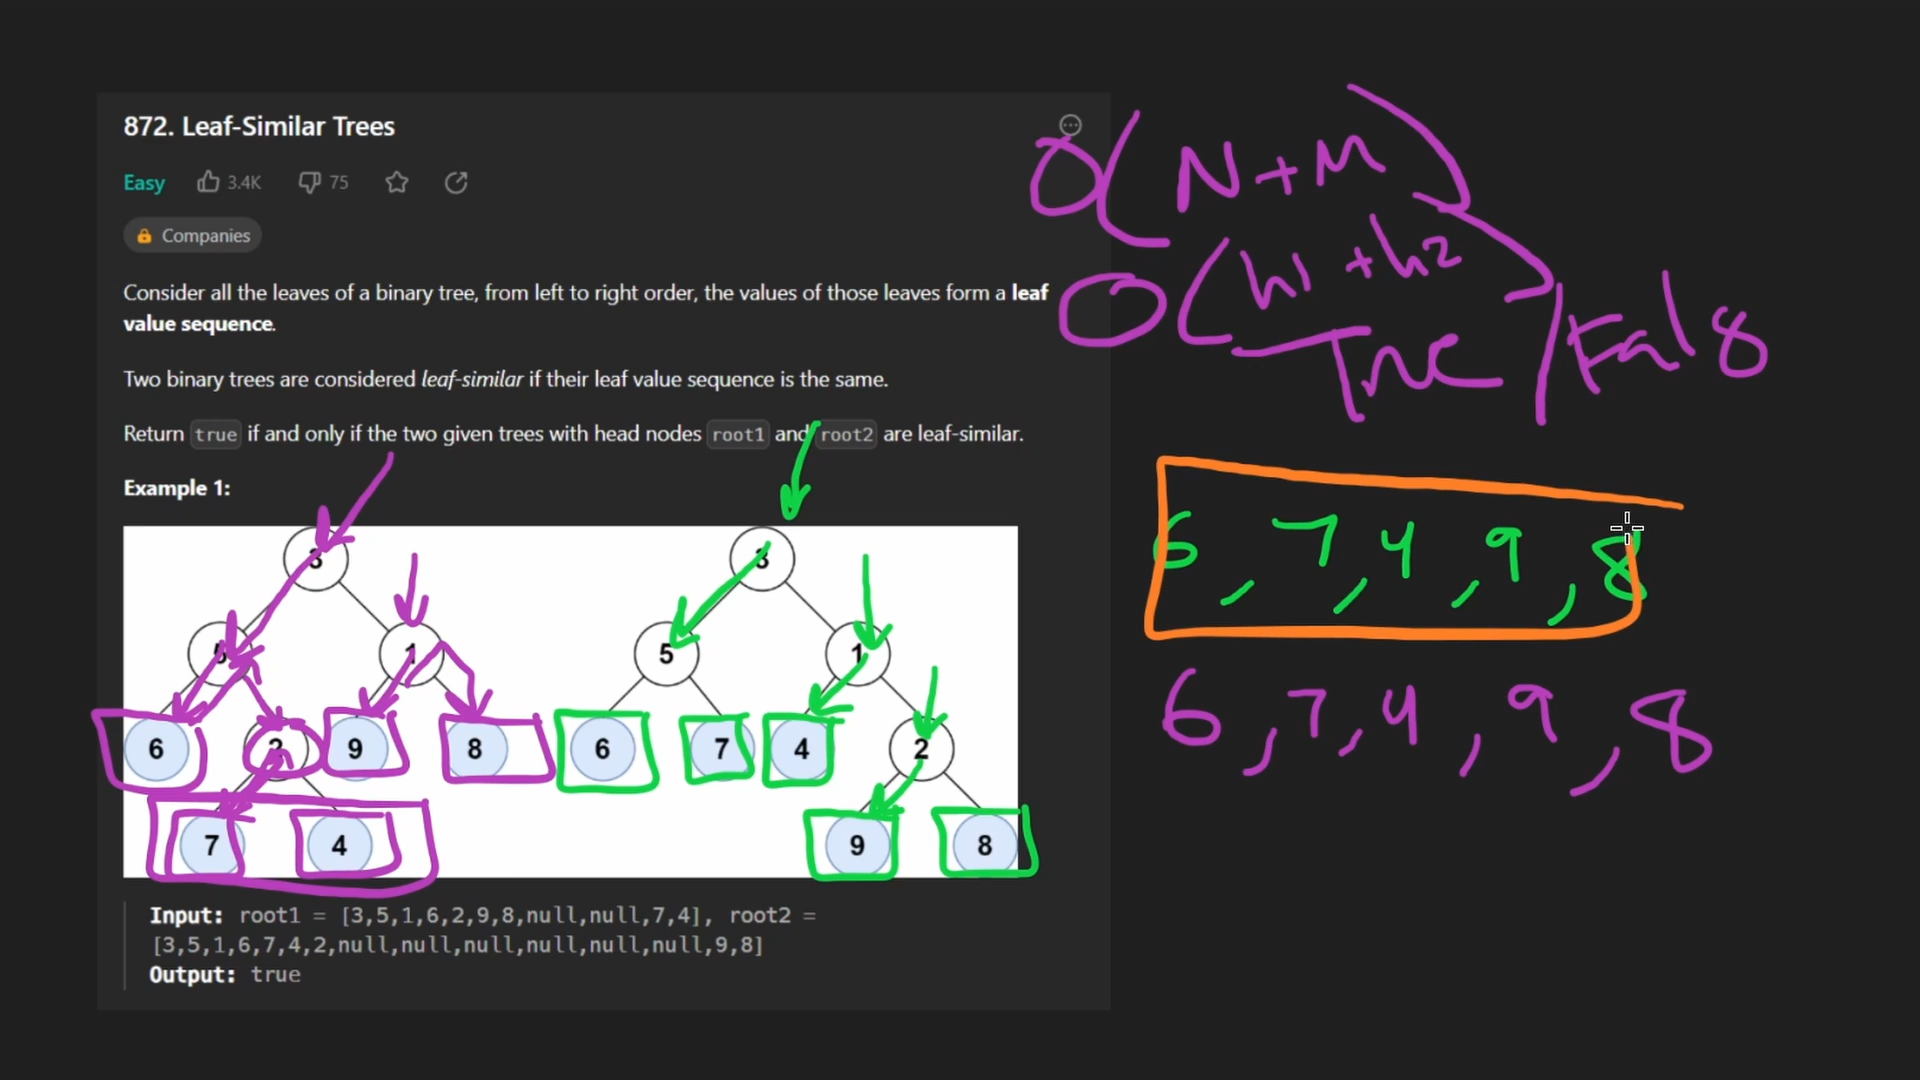 872. Leaf-Similar Trees
Easy 3.4K 75
Companies
Consider all the leaves of a binary tree, from left to right order, the values of those leaves form a leaf
value sequence.
Two binary trees are considered leaf-similar if their leaf value sequence is the same.
Return true if and only if the two given trees with head nodes root1 and root2 are leaf-similar.
Example 1:
3 3
5 1 5 1
6 2 9 8 6 7 4 2
7 4 9 8
Input: root1 = [3,5,1,6,2,9,8,null,null,7,4], root2 =
[3,5,1,6,7,4,2,null,null,null,null,null,null,9,8]
Output: true
O(N+M)
O(h1+h2)
6, 7, 4, 9, 8
6, 7, 4, 9, 8